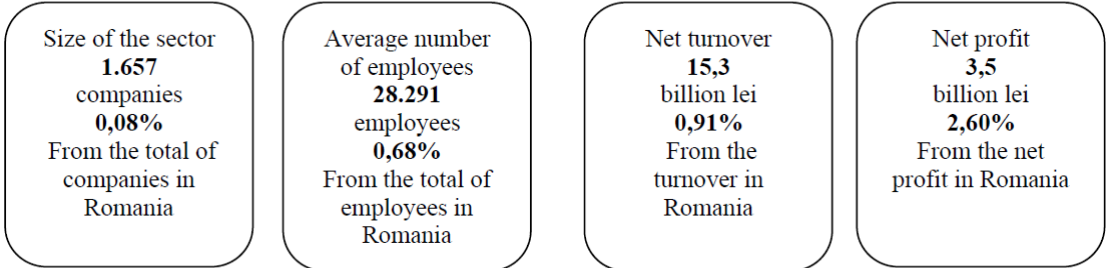 Size of the sector
1.657
companies
0,08%
From the total of
companies in
Romania
Average number
of employees
28.291
employees
0,68%
From the total of
employees in
Romania
Net turnover
15,3
billion lei
0,91%
From the
turnover in
Romania
Net profit
3,5
billion lei
2,60%
From the net
profit in Romania